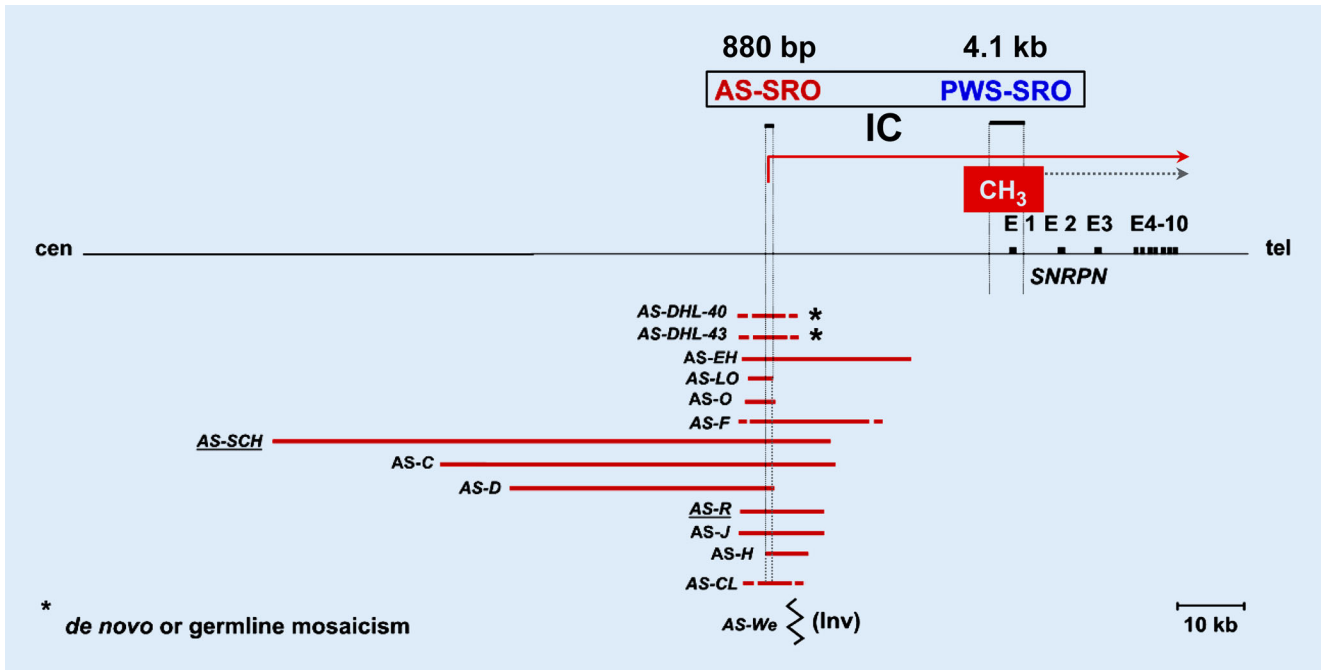 880 bp 4.1 kb
AS-SRO PWS-SRO
IC
CH3
E 1 E 2 E3 E4-10
cen tel
SNRPN
AS-DHL-40 *
AS-DHL-43 *
AS-EH
AS-LO
AS-O
AS-F
AS-SCH
AS-C
AS-D
AS-R
AS-J
AS-H
AS-CL
AS-We (Inv)
* de novo or germline mosaicism
10 kb